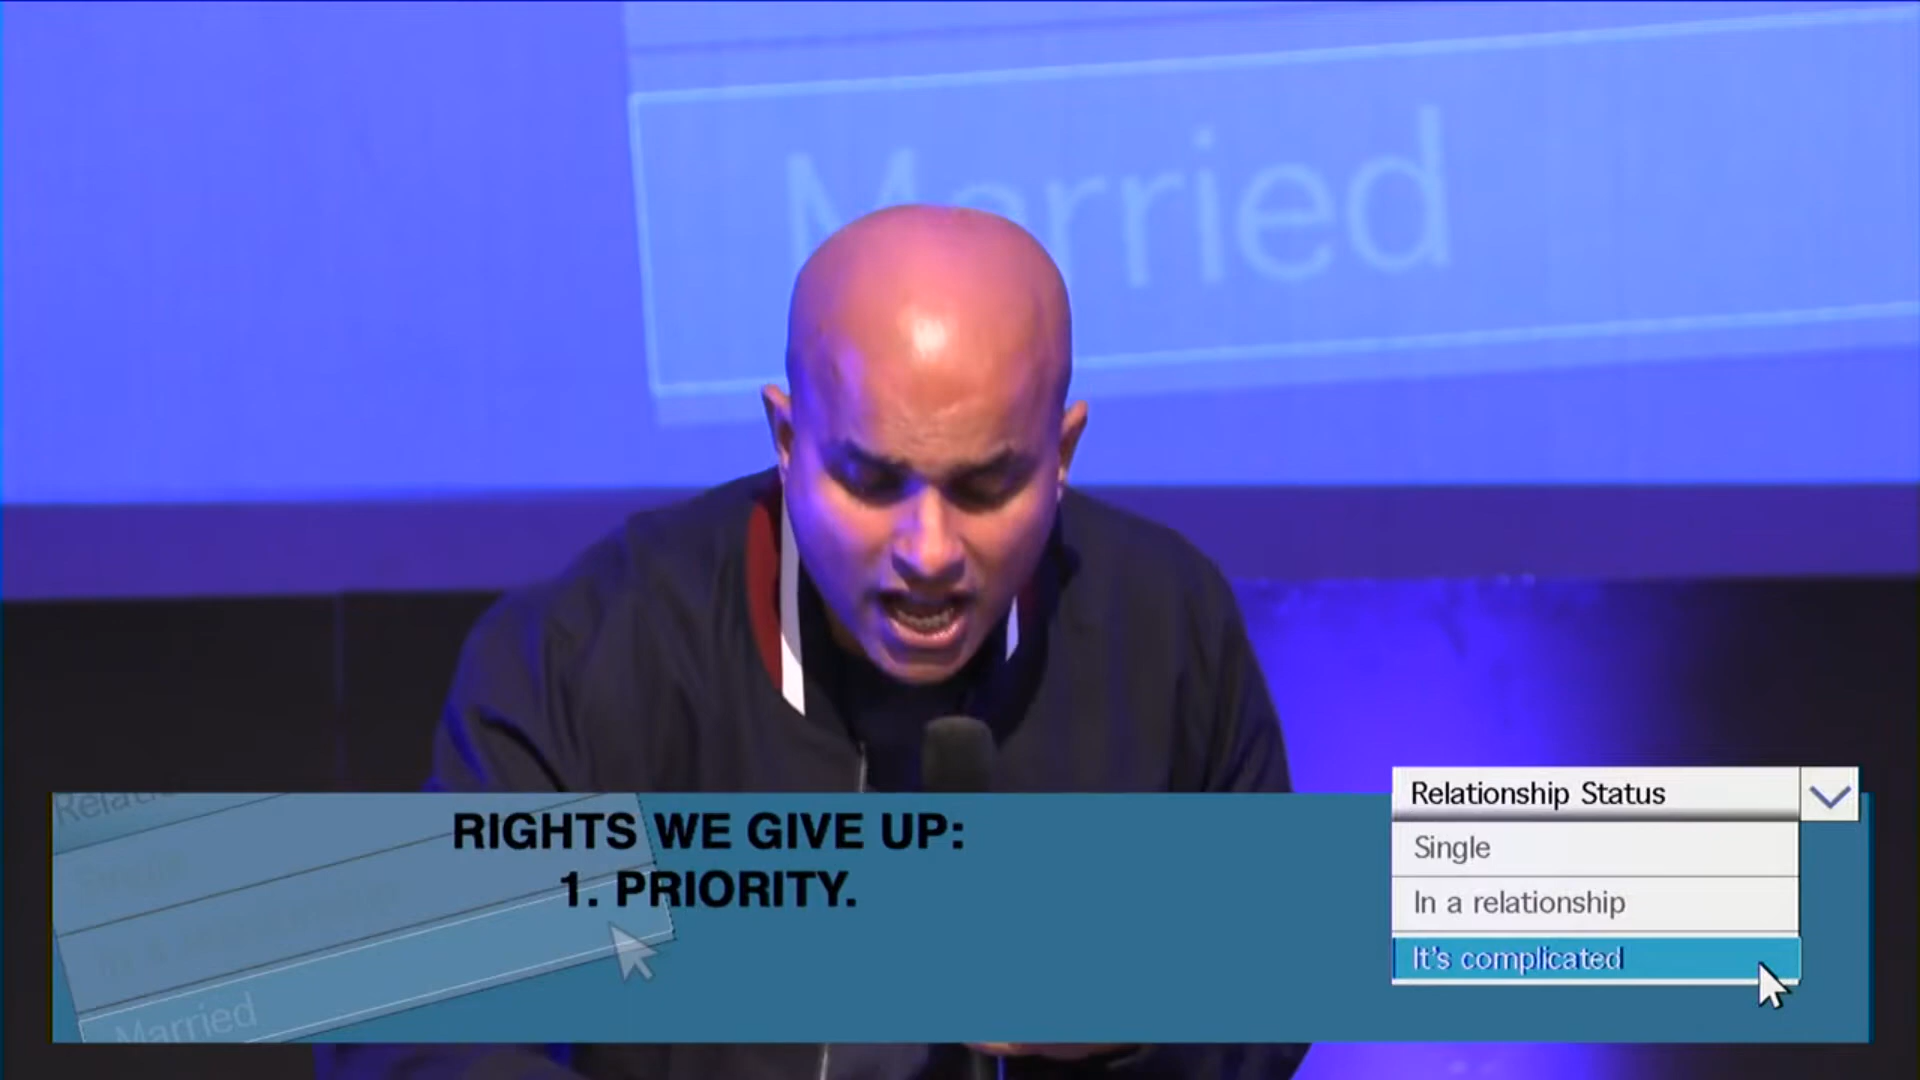 Married
RIGHTS WE GIVE UP:
1. PRIORITY.
Married
Relationship Status
Single
In a relationship
It's complicated